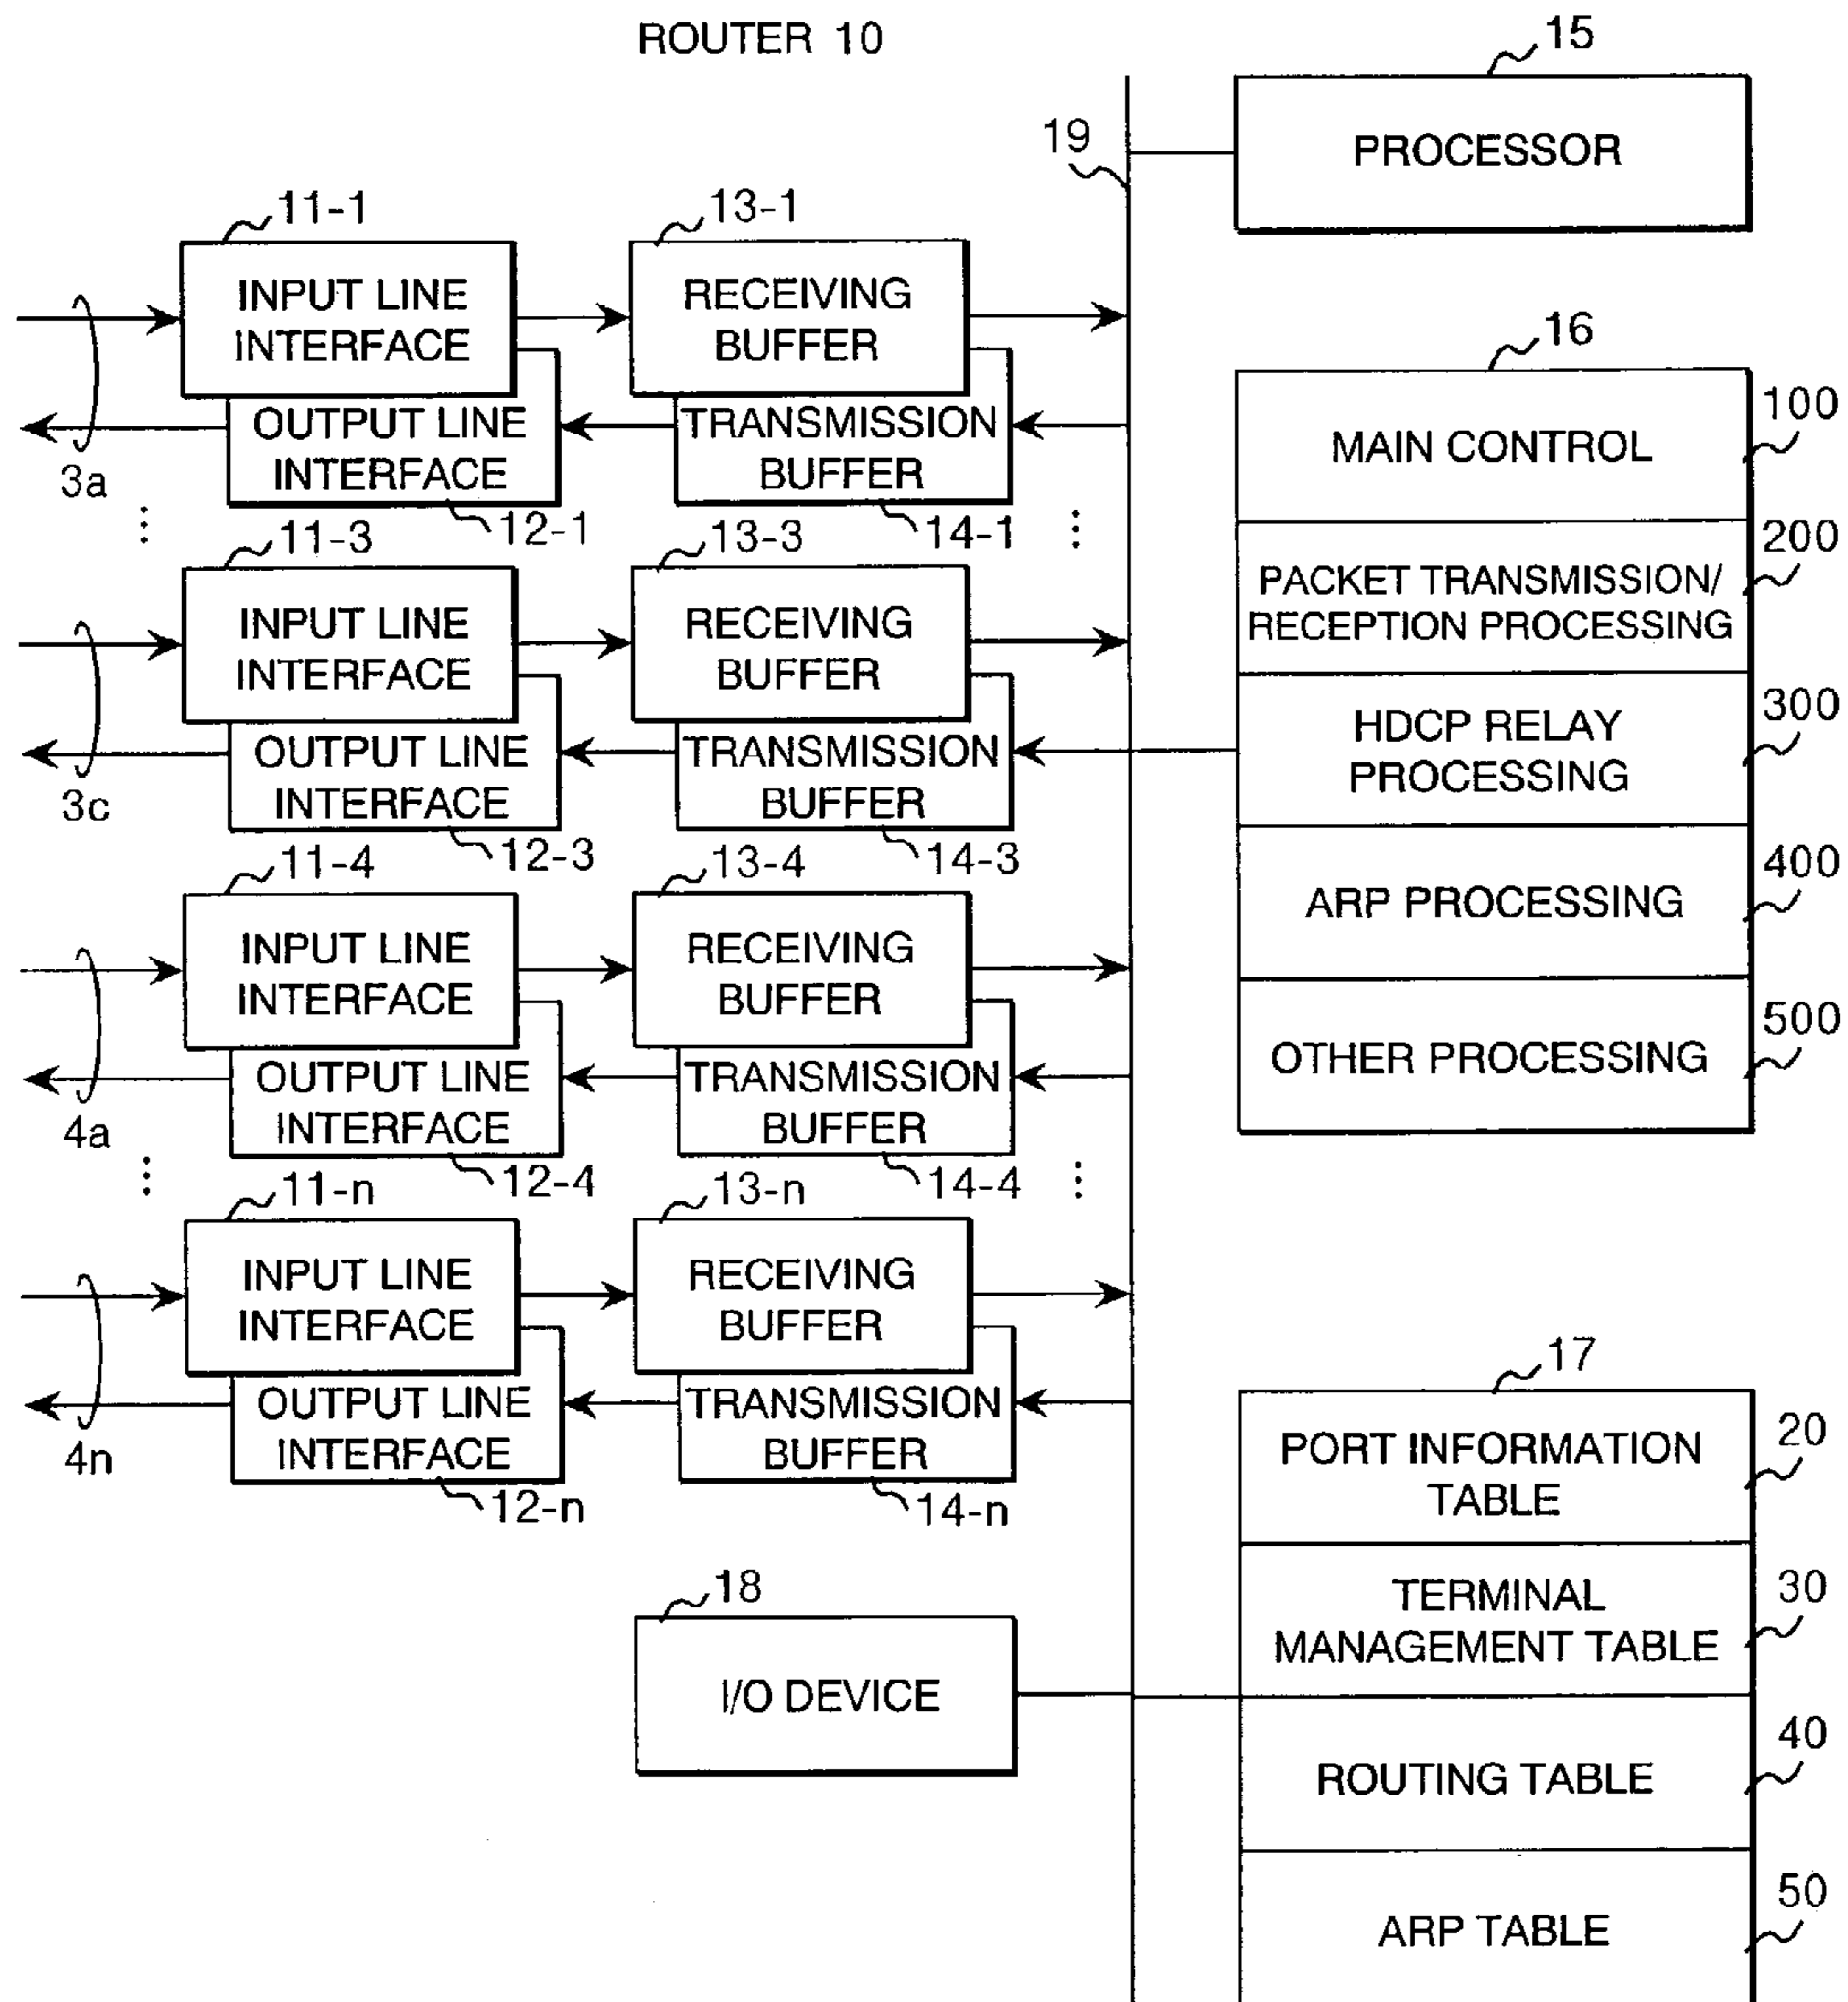 ROUTER 10
15
PROCESSOR
19
11-1
INPUT LINE
INTERFACE
13-1
RECEIVING
BUFFER
OUTPUT LINE
INTERFACE
12-1
TRANSMISSION
BUFFER
14-1
3a
11-3
INPUT LINE
INTERFACE
13-3
RECEIVING
BUFFER
OUTPUT LINE
INTERFACE
12-3
TRANSMISSION
BUFFER
14-3
3c
11-4
INPUT LINE
INTERFACE
13-4
RECEIVING
BUFFER
OUTPUT LINE
INTERFACE
12-4
TRANSMISSION
BUFFER
14-4
4a
11-n
INPUT LINE
INTERFACE
13-n
RECEIVING
BUFFER
OUTPUT LINE
INTERFACE
12-n
TRANSMISSION
BUFFER
14-n
4n
16
MAIN CONTROL
100
PACKET TRANSMISSION/
RECEPTION PROCESSING
200
HDCP RELAY
PROCESSING
300
ARP PROCESSING
400
OTHER PROCESSING
500
18
I/O DEVICE
17
PORT INFORMATION
TABLE
20
TERMINAL
MANAGEMENT TABLE
30
ROUTING TABLE
40
ARP TABLE
50